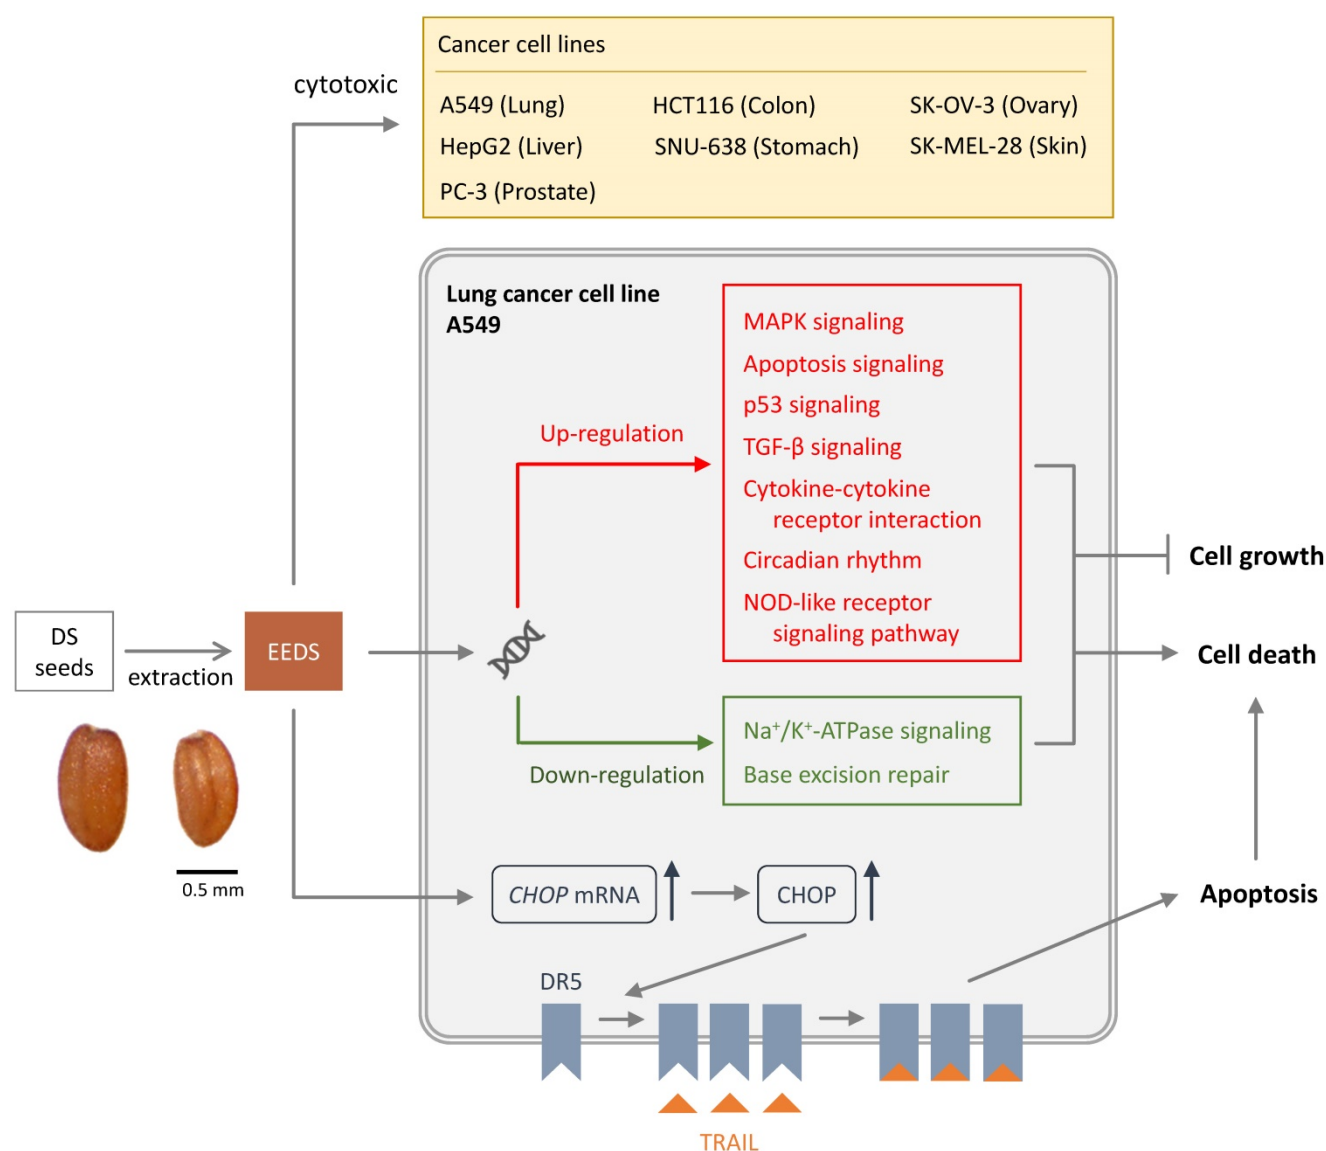 cytotoxic
Cancer cell lines
A549 (Lung)
HCT116 (Colon)
SK-OV-3 (Ovary)
HepG2 (Liver)
SNU-638 (Stomach)
SK-MEL-28 (Skin)
PC-3 (Prostate)
Lung cancer cell line
A549
Up-regulation
MAPK signaling
Apoptosis signaling
p53 signaling
TGF-β signaling
Cytokine-cytokine
receptor interaction
Circadian rhythm
NOD-like receptor
signaling pathway
Cell growth
Cell death
DS
seeds
extraction
EEDS
Na⁺/K⁺-ATPase signaling
Base excision repair
Down-regulation
0.5 mm
CHOP mRNA
CHOP
Apoptosis
DR5
TRAIL